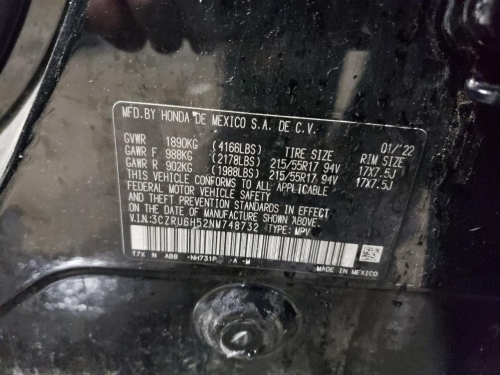 MFD.BY HONDA DE MEXICO S.A. DE C.V.
01/'22
GVWR 1890KG (4166LBS) TIRE SIZE RIM SIZE
GAWR F 988KG (2178LBS) 215/55R17 94V 17X7.5J
GAWR R 902KG (1988LBS) 215/55R17 94V 17X7.5J
THIS VEHICLE CONFORMS TO ALL APPLICABLE
FEDERAL MOTOR VEHICLE SAFETY
AND THEFT PREVENTION STANDARDS IN EFFECT ON THE
DATE OF MANUFACTURE SHOWN ABOVE.
V.I.N.:3CZRU6H52NM748732 TYPE: MPV
T7X N ABB -NH731P -A -M
MADE IN MEXICO